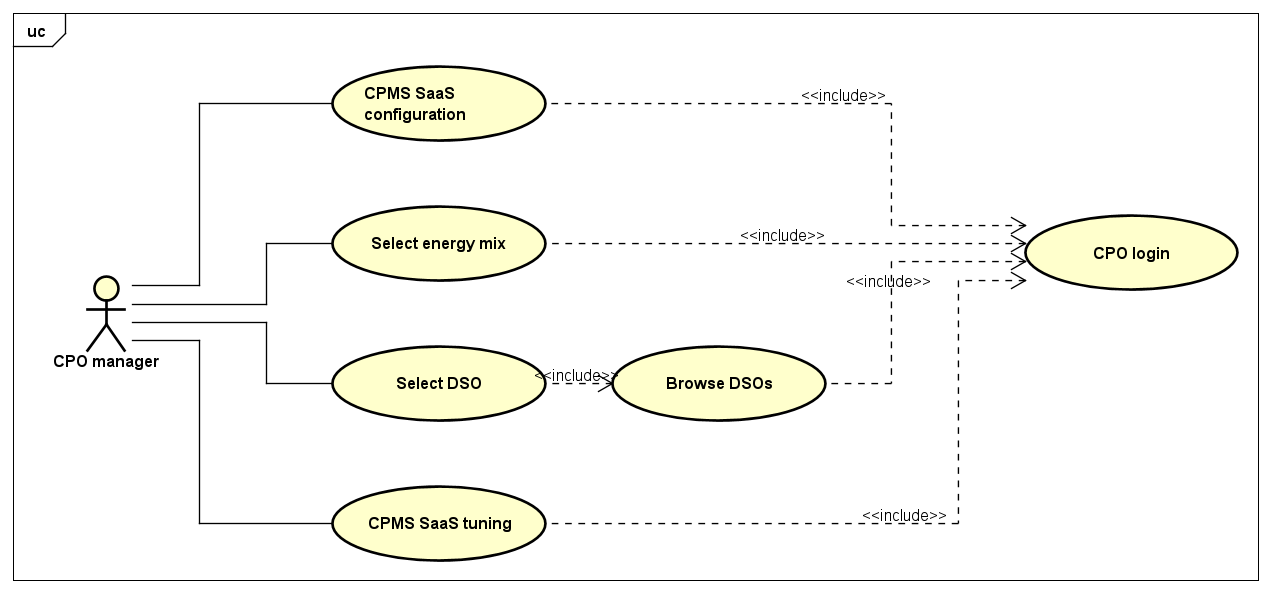 uc
CPMS SaaS
configuration
<<include>>
Select energy mix
<<include>>
CPO login
<<include>>
CPO manager
Select DSO
<<include>>
Browse DSOs
CPMS SaaS tuning
<<include>>